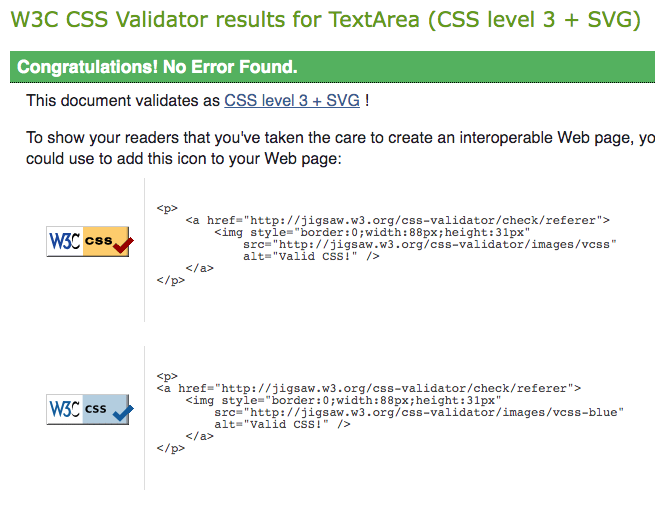 W3C CSS Validator results for TextArea (CSS level 3 + SVG)
Congratulations! No Error Found.
This document validates as CSS level 3 + SVG !
To show your readers that you've taken the care to create an interoperable Web page, yo
could use to add this icon to your Web page:
W3C css
<p>
<a href="http://jigsaw.w3.org/css-validator/check/referer">
<img style="border:0;width:88px;height:31px"
src="http://jigsaw.w3.org/css-validator/images/vcss"
alt="Valid CSS!" />
</a>
</p>
W3C css
<p>
<a href="http://jigsaw.w3.org/css-validator/check/referer">
<img style="border:0;width:88px;height:31px"
src="http://jigsaw.w3.org/css-validator/images/vcss-blue"
alt="Valid CSS!" />
</a>
</p>